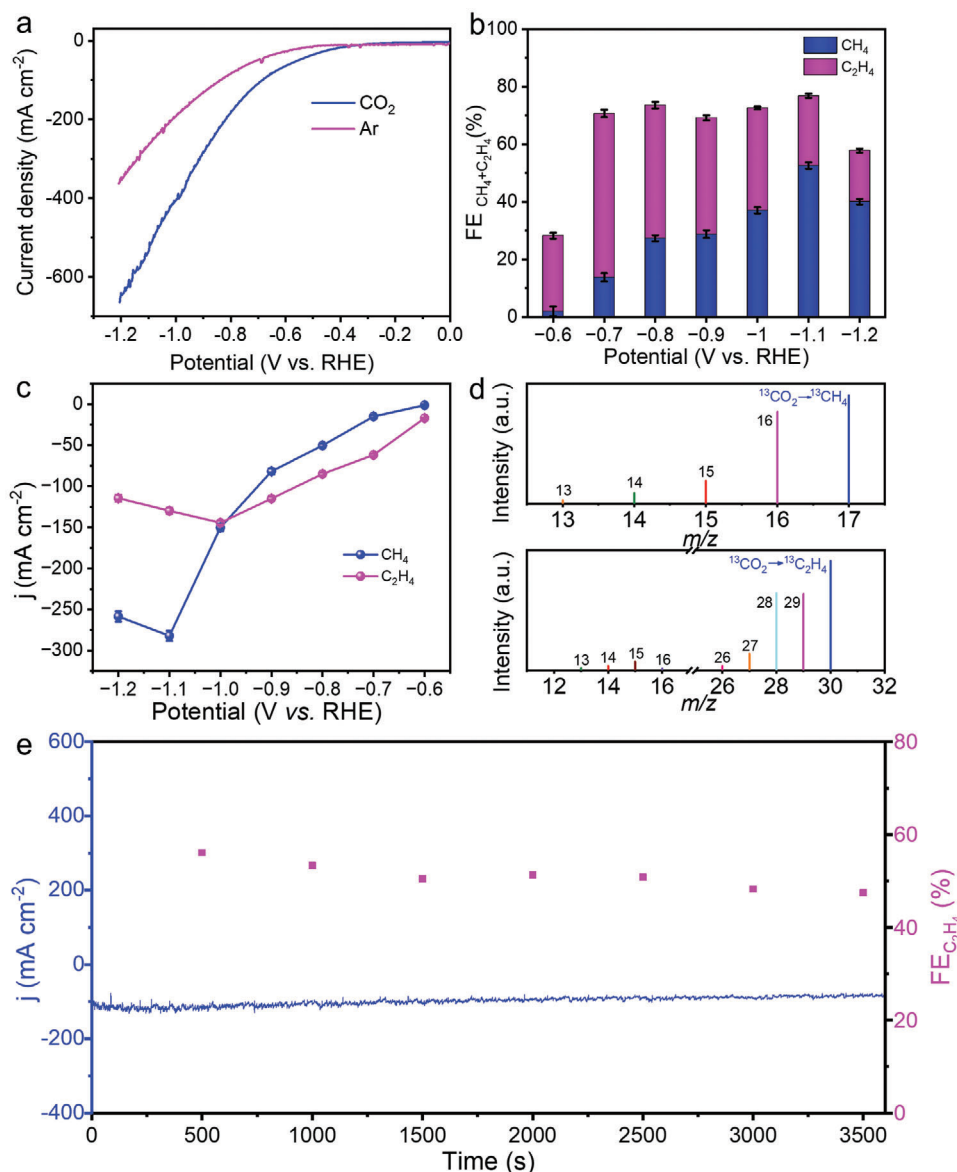 a
0
-200
-400
-600
Current density (mA cm⁻²)
CO₂
Ar
-1.2 -1.0 -0.8 -0.6 -0.4 -0.2 0.0
Potential (V vs. RHE)
b
100
80
60
40
20
0
FE CH₄+C₂H₄(%)
CH₄
C₂H₄
−0.6 −0.7 −0.8 −0.9 −1 −1.1 −1.2
Potential (V vs. RHE)
c
0
−50
−100
−150
−200
−250
−300
j (mA cm⁻²)
CH₄
C₂H₄
−1.2 −1.1 −1.0 −0.9 −0.8 −0.7 −0.6
Potential (V vs. RHE)
d
Intensity (a.u.)
¹³CO₂→¹³CH₄
16
15
14
13
13 14 15 16 17
m/z
Intensity (a.u.)
¹³CO₂→¹³C₂H₄
28 29
13 14 15 16 26 27
12 14 16 26 28 30 32
m/z
e
600
400
200
0
-200
-400
j (mA cm⁻²)
80
60
40
20
0
FE C₂H₄ (%)
0 500 1000 1500 2000 2500 3000 3500
Time (s)